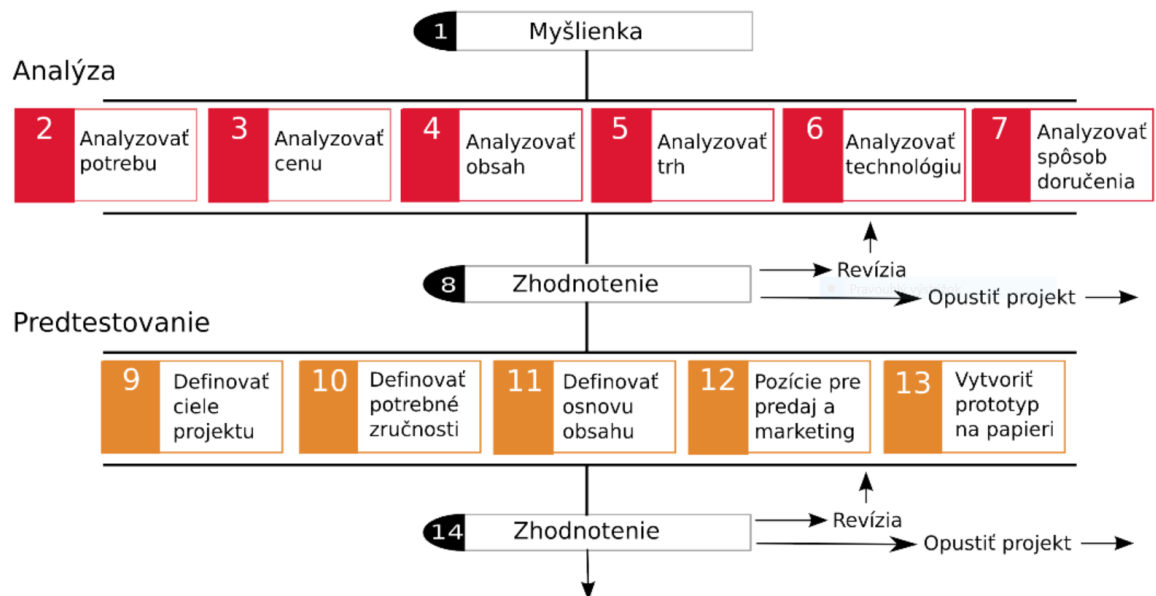 1 Myšlienka
Analýza
2 Analyzovať
potrebu
3 Analyzovať
cenu
4 Analyzovať
obsah
5 Analyzovať
trh
6 Analyzovať
technológiu
7 Analyzovať
spôsob
doručenia
8 Zhodnotenie
Revízia
Pravouhlý výstrižok
Opustiť projekt
Predtestovanie
9 Definovať
ciele
projektu
10 Definovať
potrebné
zručnosti
11 Definovať
osnovu
obsahu
12 Pozície pre
predaj a
marketing
13 Vytvoriť
prototyp
na papieri
14 Zhodnotenie
Revízia
Opustiť projekt